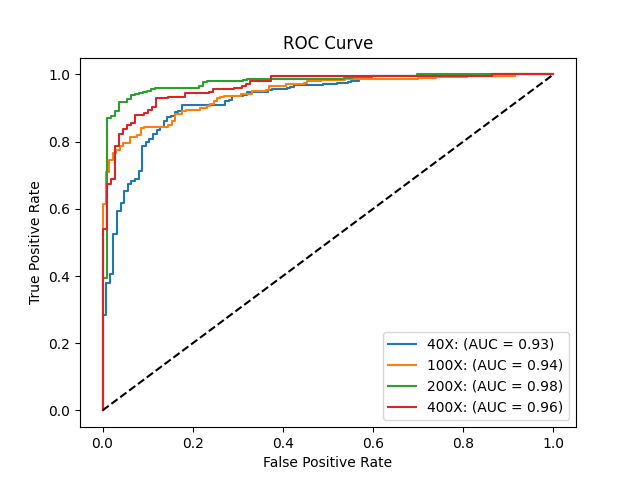 ROC Curve
True Positive Rate
1.0
0.8
0.6
0.4
0.2
0.0
0.0 0.2 0.4 0.6 0.8 1.0
False Positive Rate
40X: (AUC = 0.93)
100X: (AUC = 0.94)
200X: (AUC = 0.98)
400X: (AUC = 0.96)